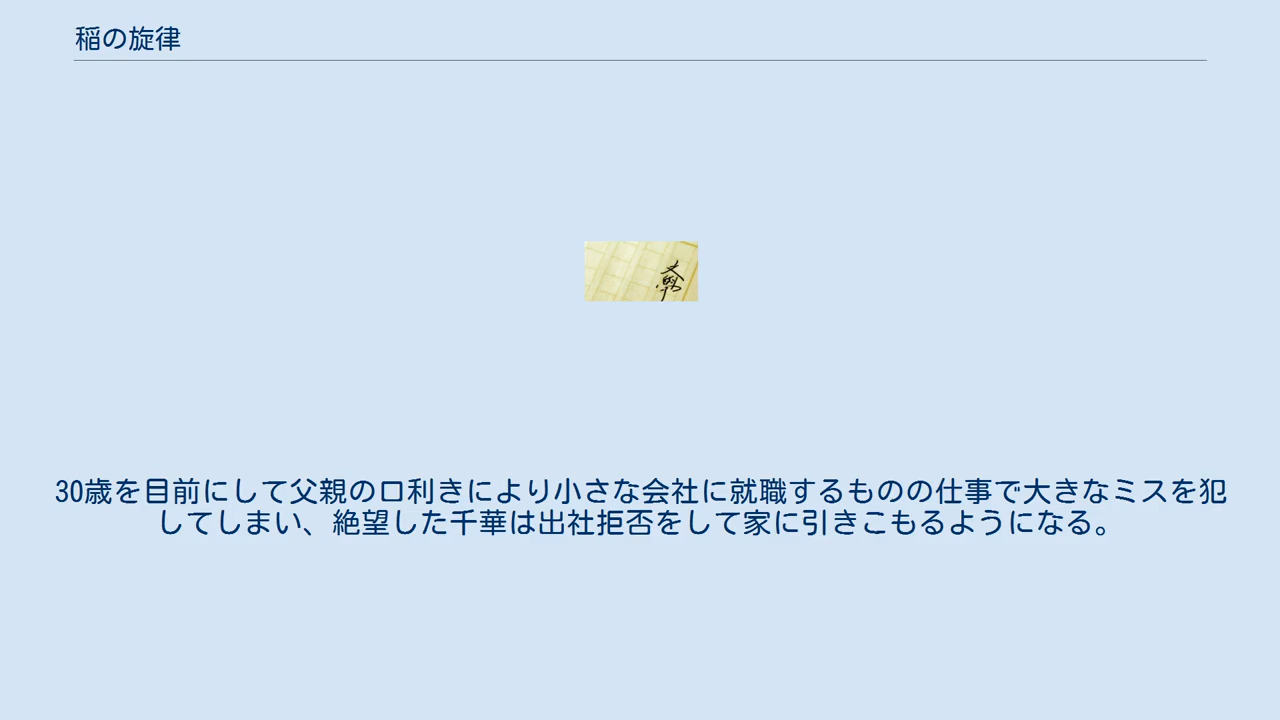 稲の旋律
30歳を目前にして父親の口利きにより小さな会社に就職するものの仕事で大きなミスを犯
してしまい、絶望した千華は出社拒否をして家に引きこもるようになる。